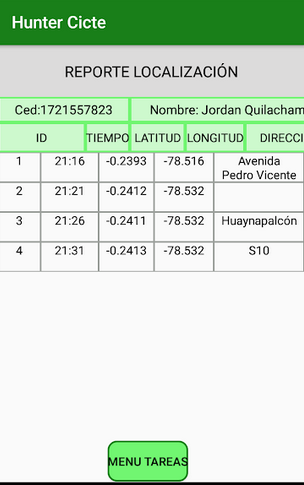 Hunter Cicte
REPORTE LOCALIZACIÓN
Ced:1721557823 Nombre: Jordan Quilacham
ID TIEMPO LATITUD LONGITUD DIRECCI
1 21:16 -0.2393 -78.516 Avenida
Pedro Vicente
2 21:21 -0.2412 -78.532
3 21:26 -0.2411 -78.532 Huaynapalcón
4 21:31 -0.2413 -78.532 S10
MENU TAREAS